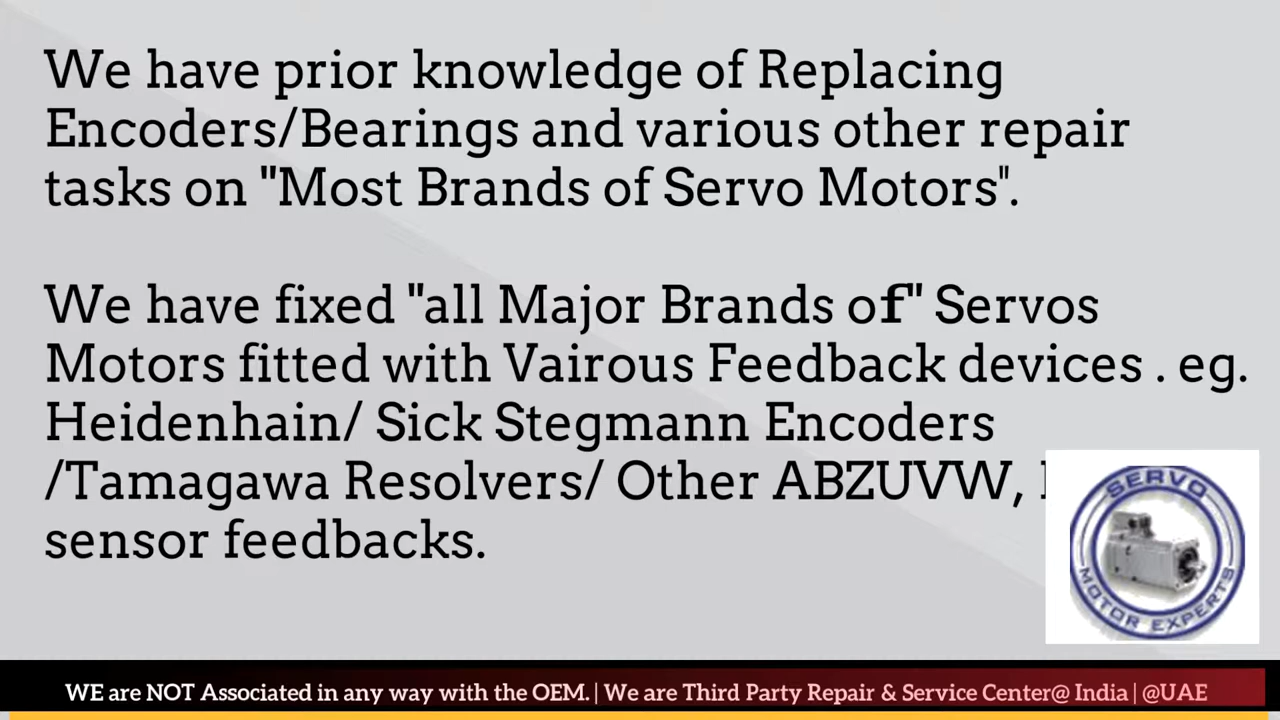 We have prior knowledge of Replacing
Encoders/Bearings and various other repair
tasks on "Most Brands of Servo Motors".
We have fixed "all Major Brands of" Servos
Motors fitted with Vairous Feedback devices . eg.
Heidenhain/ Sick Stegmann Encoders
/Tamagawa Resolvers/ Other ABZUVW,
sensor feedbacks.
SERVO
MOTOR EXPERTS
WE are NOT Associated in any way with the OEM. | We are Third Party Repair & Service Center@ India | @UAE